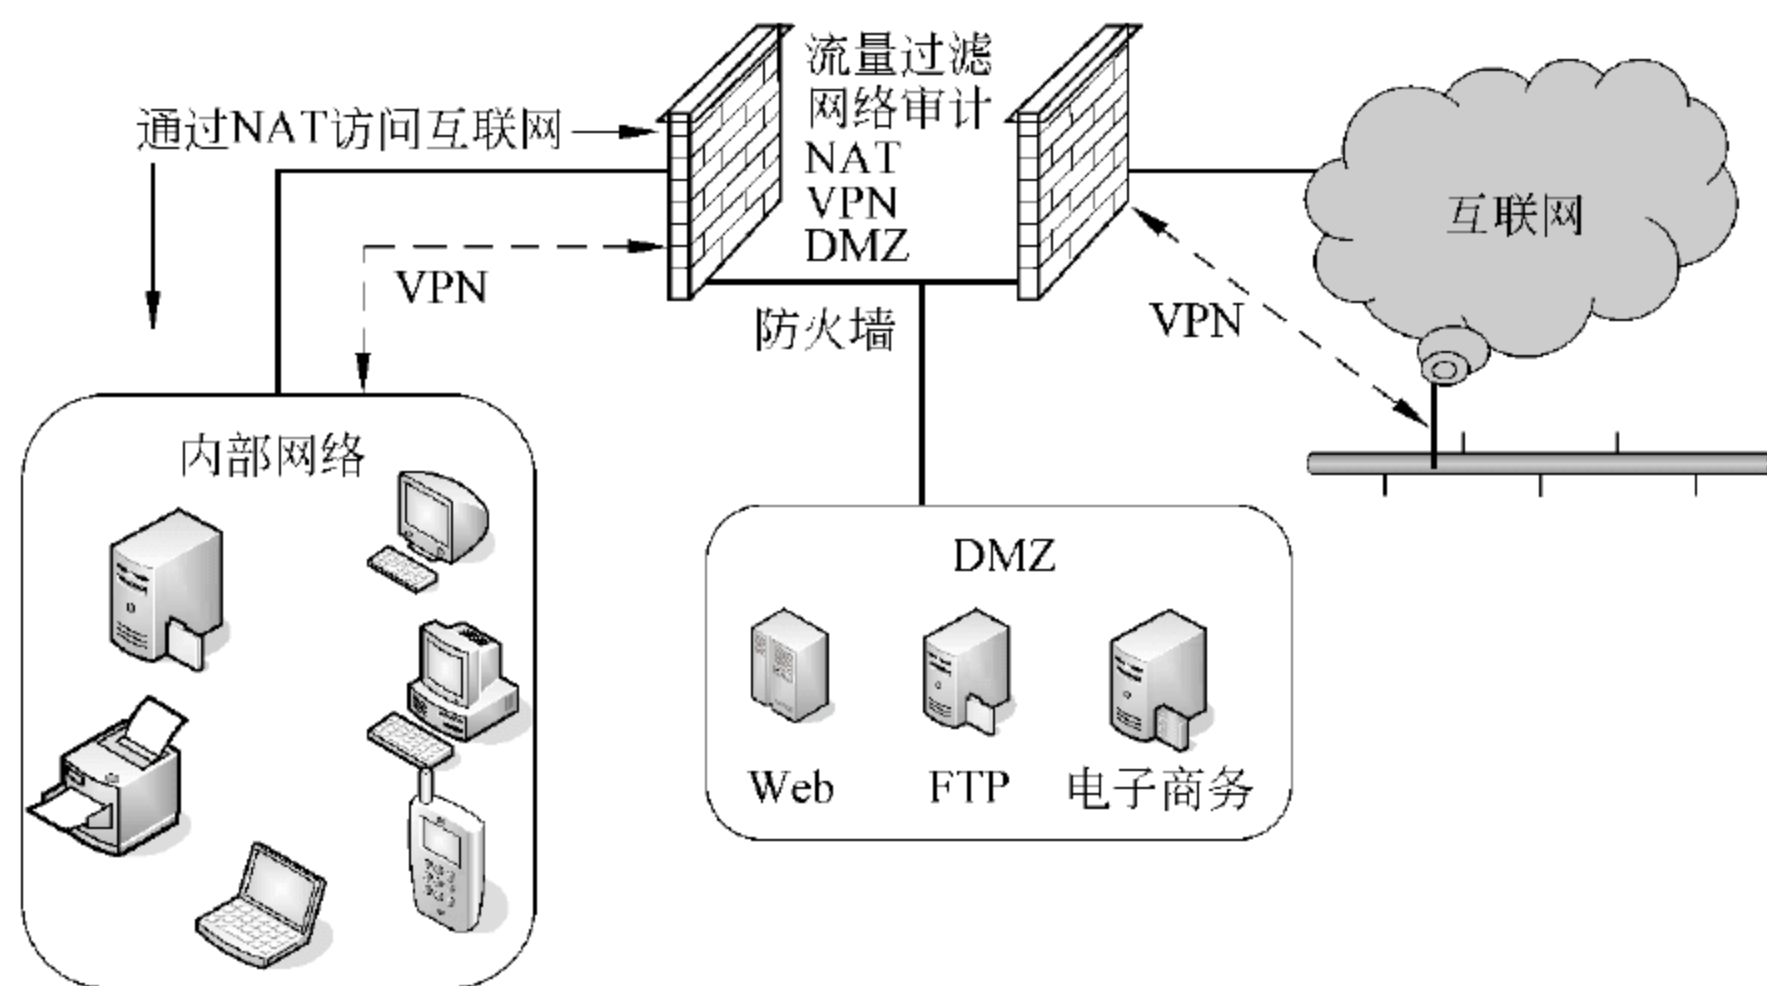 流量过滤
网络审计
NAT
VPN
DMZ
通过NAT访问互联网
互联网
VPN
VPN
防火墙
内部网络
DMZ
Web
FTP
电子商务